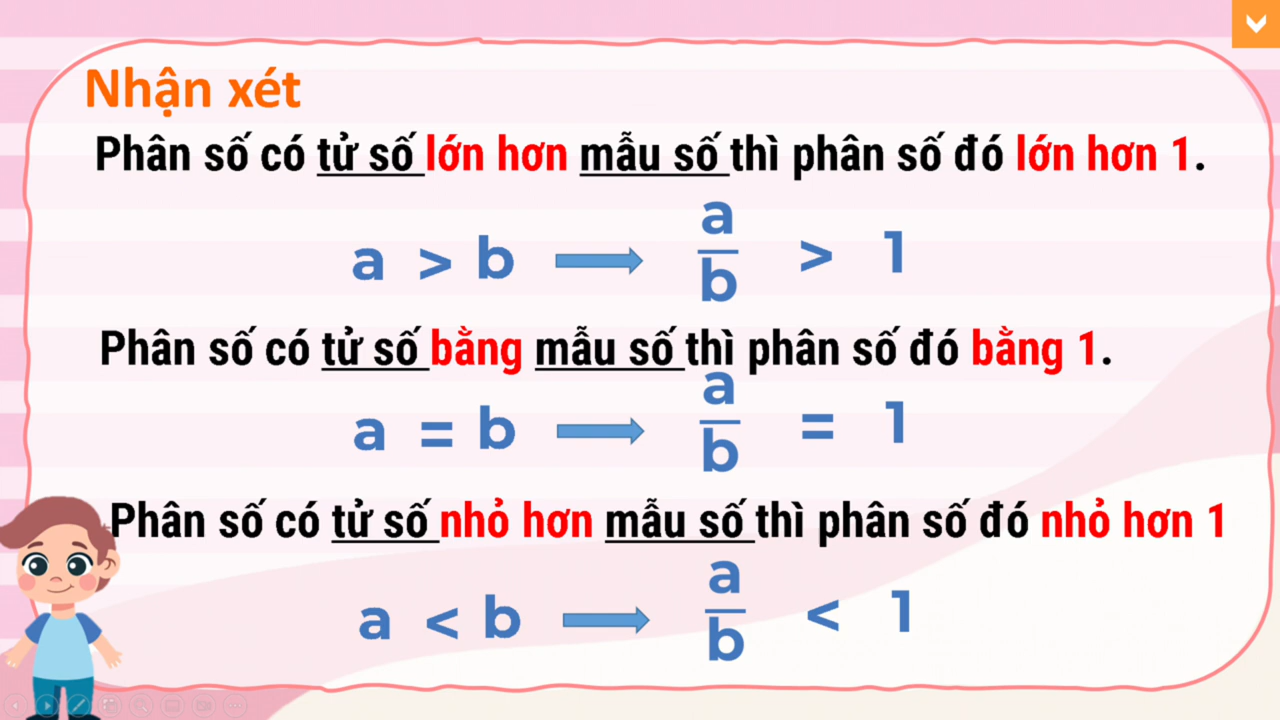 Nhận xét
Phân số có tử số lớn hơn mẫu số thì phân số đó lớn hơn 1.
a > b → a/b > 1
Phân số có tử số bằng mẫu số thì phân số đó bằng 1.
a = b → a/b = 1
Phân số có tử số nhỏ hơn mẫu số thì phân số đó nhỏ hơn 1
a < b → a/b < 1